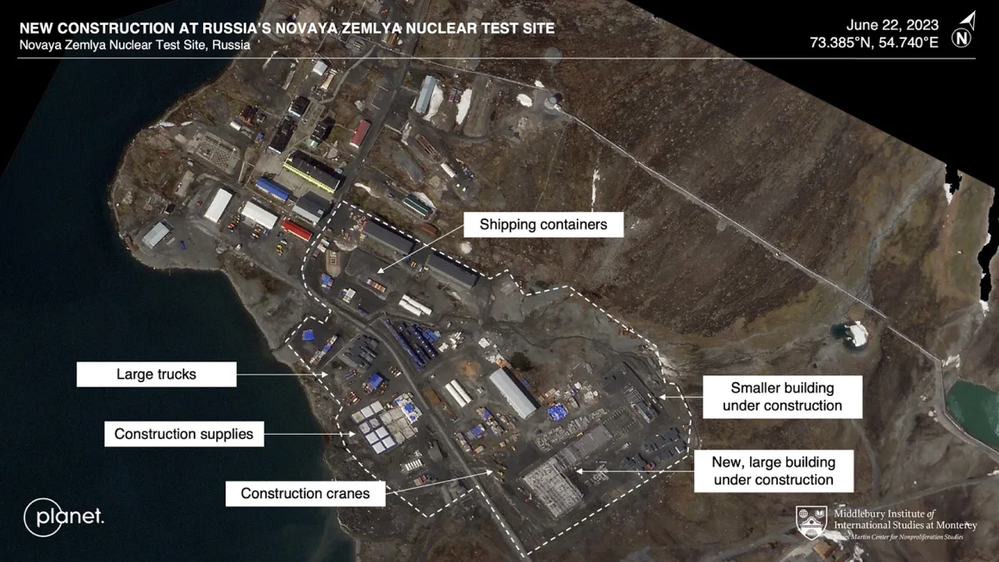 NEW CONSTRUCTION AT RUSSIA'S NOVAYA ZEMLYA NUCLEAR TEST SITE
Novaya Zemlya Nuclear Test Site, Russia
June 22, 2023
73.385°N, 54.740°E
N
Shipping containers
Large trucks
Smaller building
under construction
Construction supplies
New, large building
under construction
Construction cranes
planet.
Middlebury Institute of
International Studies at Monterey
James Martin Center for Nonproliferation Studies